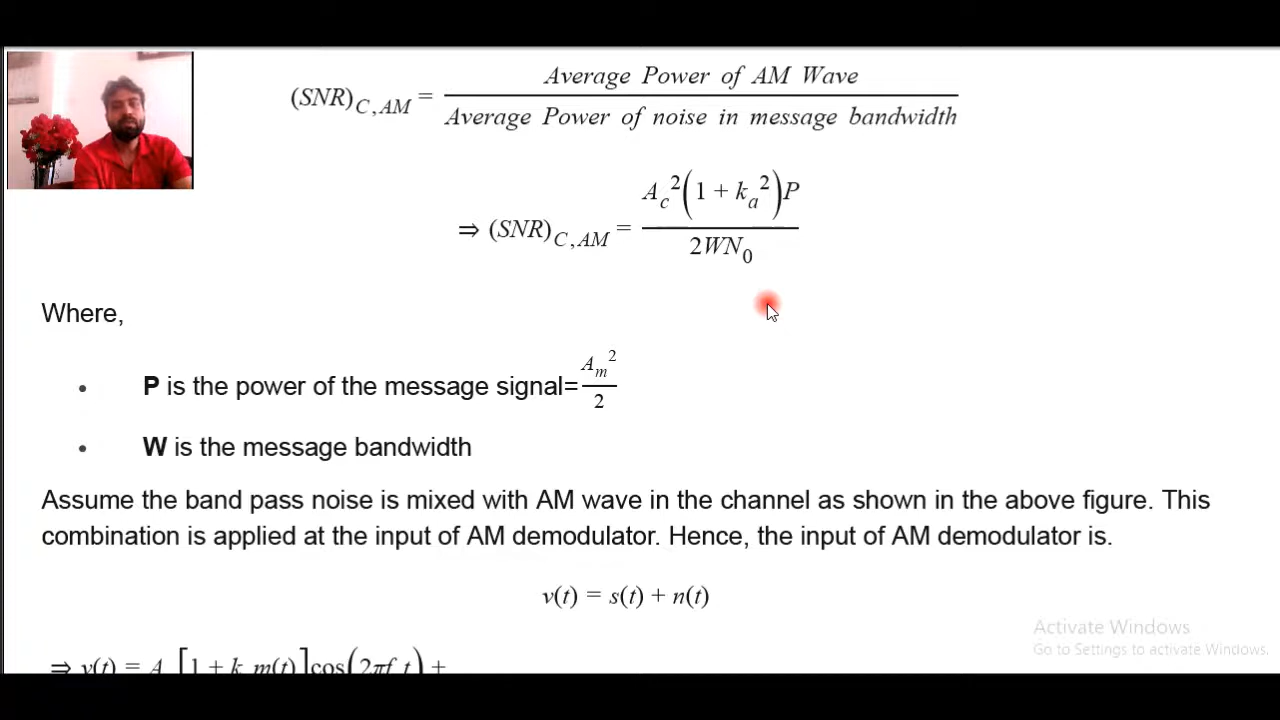 (SNR)C,AM = Average Power of AM Wave / Average Power of noise in message bandwidth
⇒ (SNR)C,AM = Ac²(1 + ka²)P / 2WN0
Where,
• P is the power of the message signal=Am²/2
• W is the message bandwidth
Assume the band pass noise is mixed with AM wave in the channel as shown in the above figure. This
combination is applied at the input of AM demodulator. Hence, the input of AM demodulator is.
v(t) = s(t) + n(t)
Activate Windows
Go to Settings to activate Windows.
⇒ v(t) = A [1 + k m(t)]cos(2πf t) +